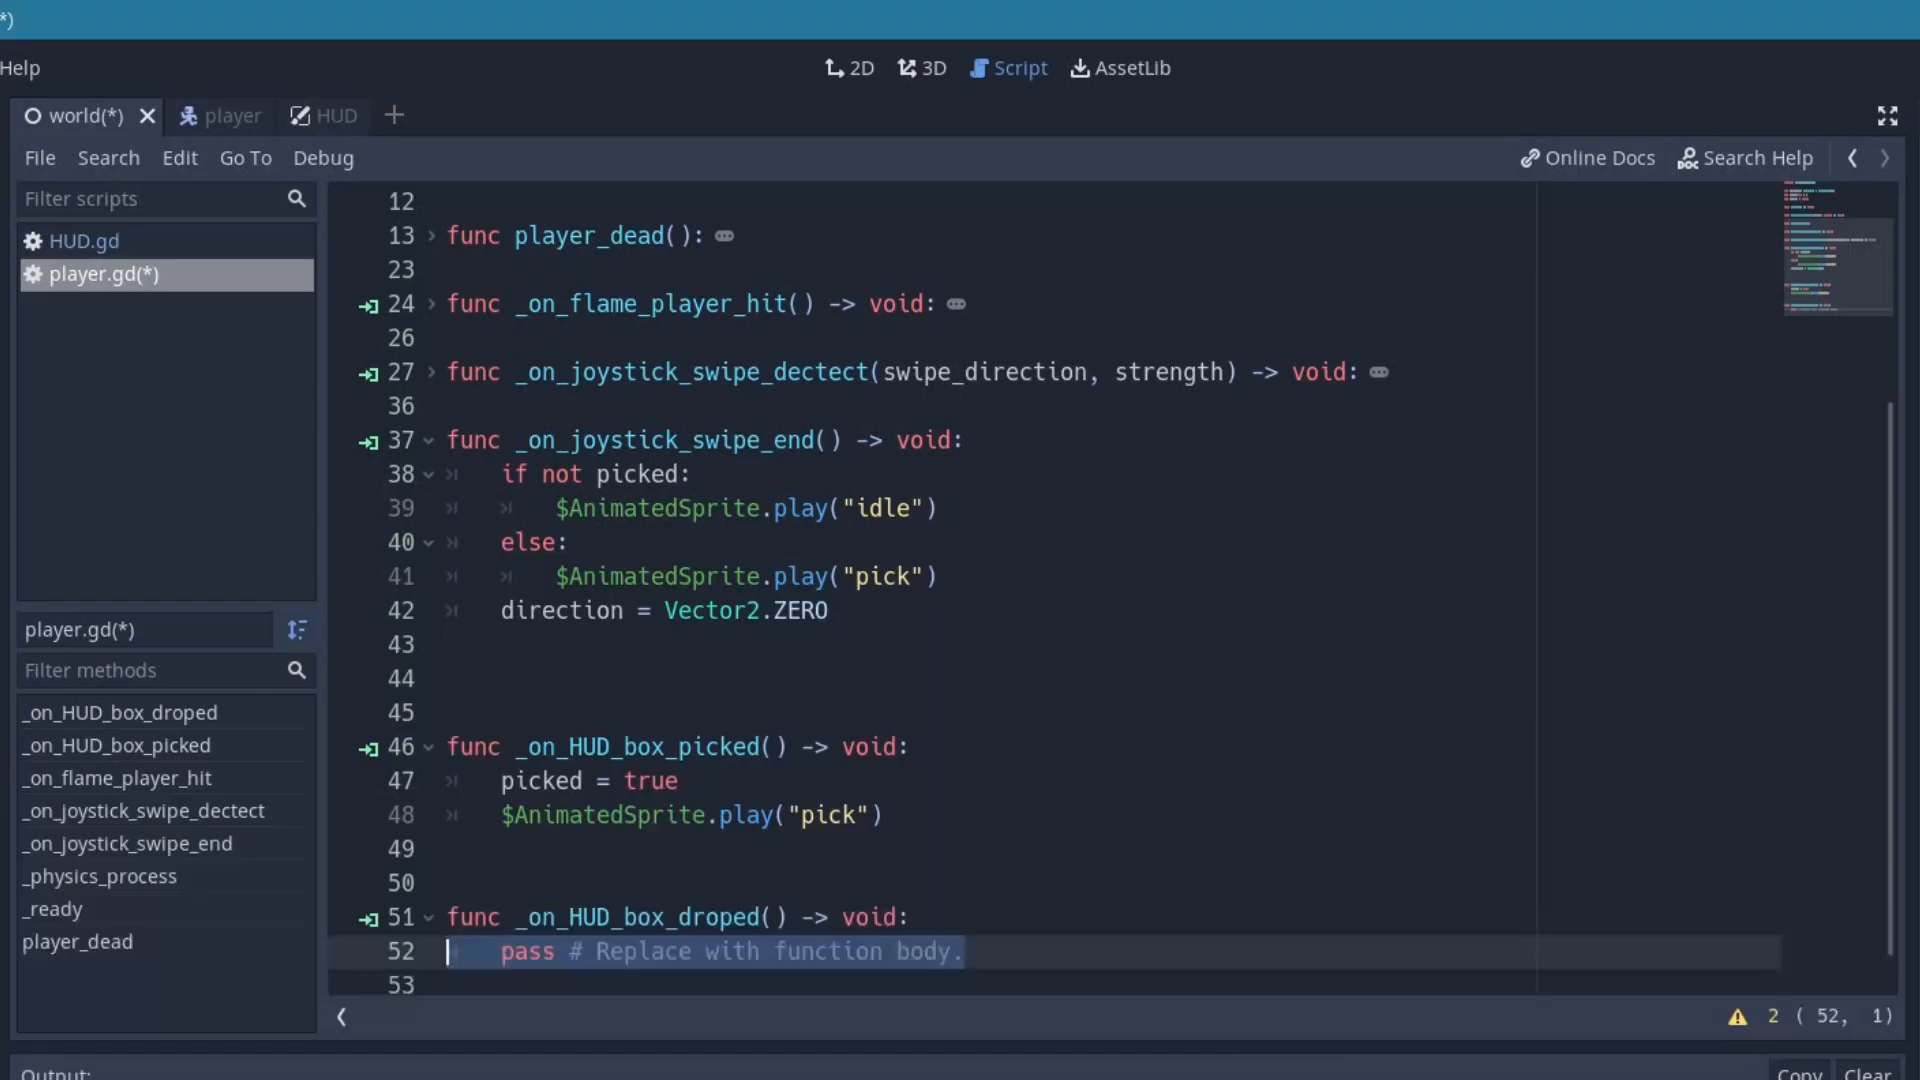 *)
Help
2D 3D Script AssetLib
world(*) player HUD
File Search Edit Go To Debug
Online Docs Search Help
Filter scripts
HUD.gd
player.gd(*)
player.gd(*)
Filter methods
_on_HUD_box_droped
_on_HUD_box_picked
_on_flame_player_hit
_on_joystick_swipe_dectect
_on_joystick_swipe_end
_physics_process
_ready
player_dead
12
13 func player_dead():
23
24 func _on_flame_player_hit() -> void:
26
27 func _on_joystick_swipe_dectect(swipe_direction, strength) -> void:
36
37 func _on_joystick_swipe_end() -> void:
38 if not picked:
39 $AnimatedSprite.play("idle")
40 else:
41 $AnimatedSprite.play("pick")
42 direction = Vector2.ZERO
43
44
45
46 func _on_HUD_box_picked() -> void:
47 picked = true
48 $AnimatedSprite.play("pick")
49
50
51 func _on_HUD_box_droped() -> void:
52 pass # Replace with function body.
53
2 ( 52, 1)
Output:
Copy Clear